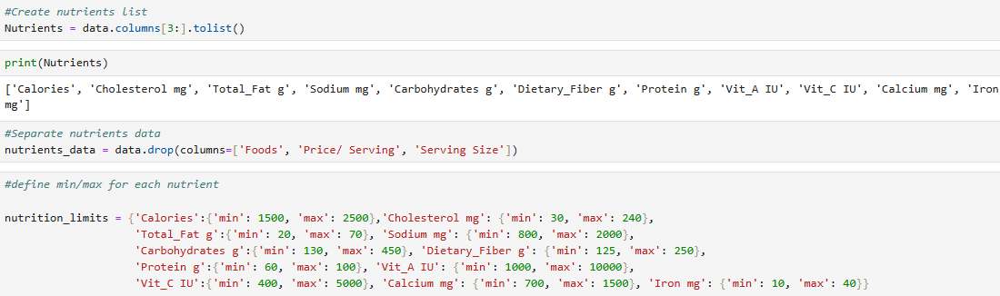 #Create nutrients list
Nutrients = data.columns[3:].tolist()
print(Nutrients)
['Calories', 'Cholesterol mg', 'Total_Fat g', 'Sodium mg', 'Carbohydrates g', 'Dietary_Fiber g', 'Protein g', 'Vit_A IU', 'Vit_C IU', 'Calcium mg', 'Iron
mg']
#Separate nutrients data
nutrients_data = data.drop(columns=['Foods', 'Price/ Serving', 'Serving Size'])
#define min/max for each nutrient
nutrition_limits = {'Calories':{'min': 1500, 'max': 2500},'Cholesterol mg': {'min': 30, 'max': 240},
'Total_Fat g':{'min': 20, 'max': 70}, 'Sodium mg': {'min': 800, 'max': 2000},
'Carbohydrates g':{'min': 130, 'max': 450}, 'Dietary_Fiber g': {'min': 125, 'max': 250},
'Protein g':{'min': 60, 'max': 100}, 'Vit_A IU': {'min': 1000, 'max': 10000},
'Vit_C IU':{'min': 400, 'max': 5000}, 'Calcium mg': {'min': 700, 'max': 1500}, 'Iron mg': {'min': 10, 'max': 40}}